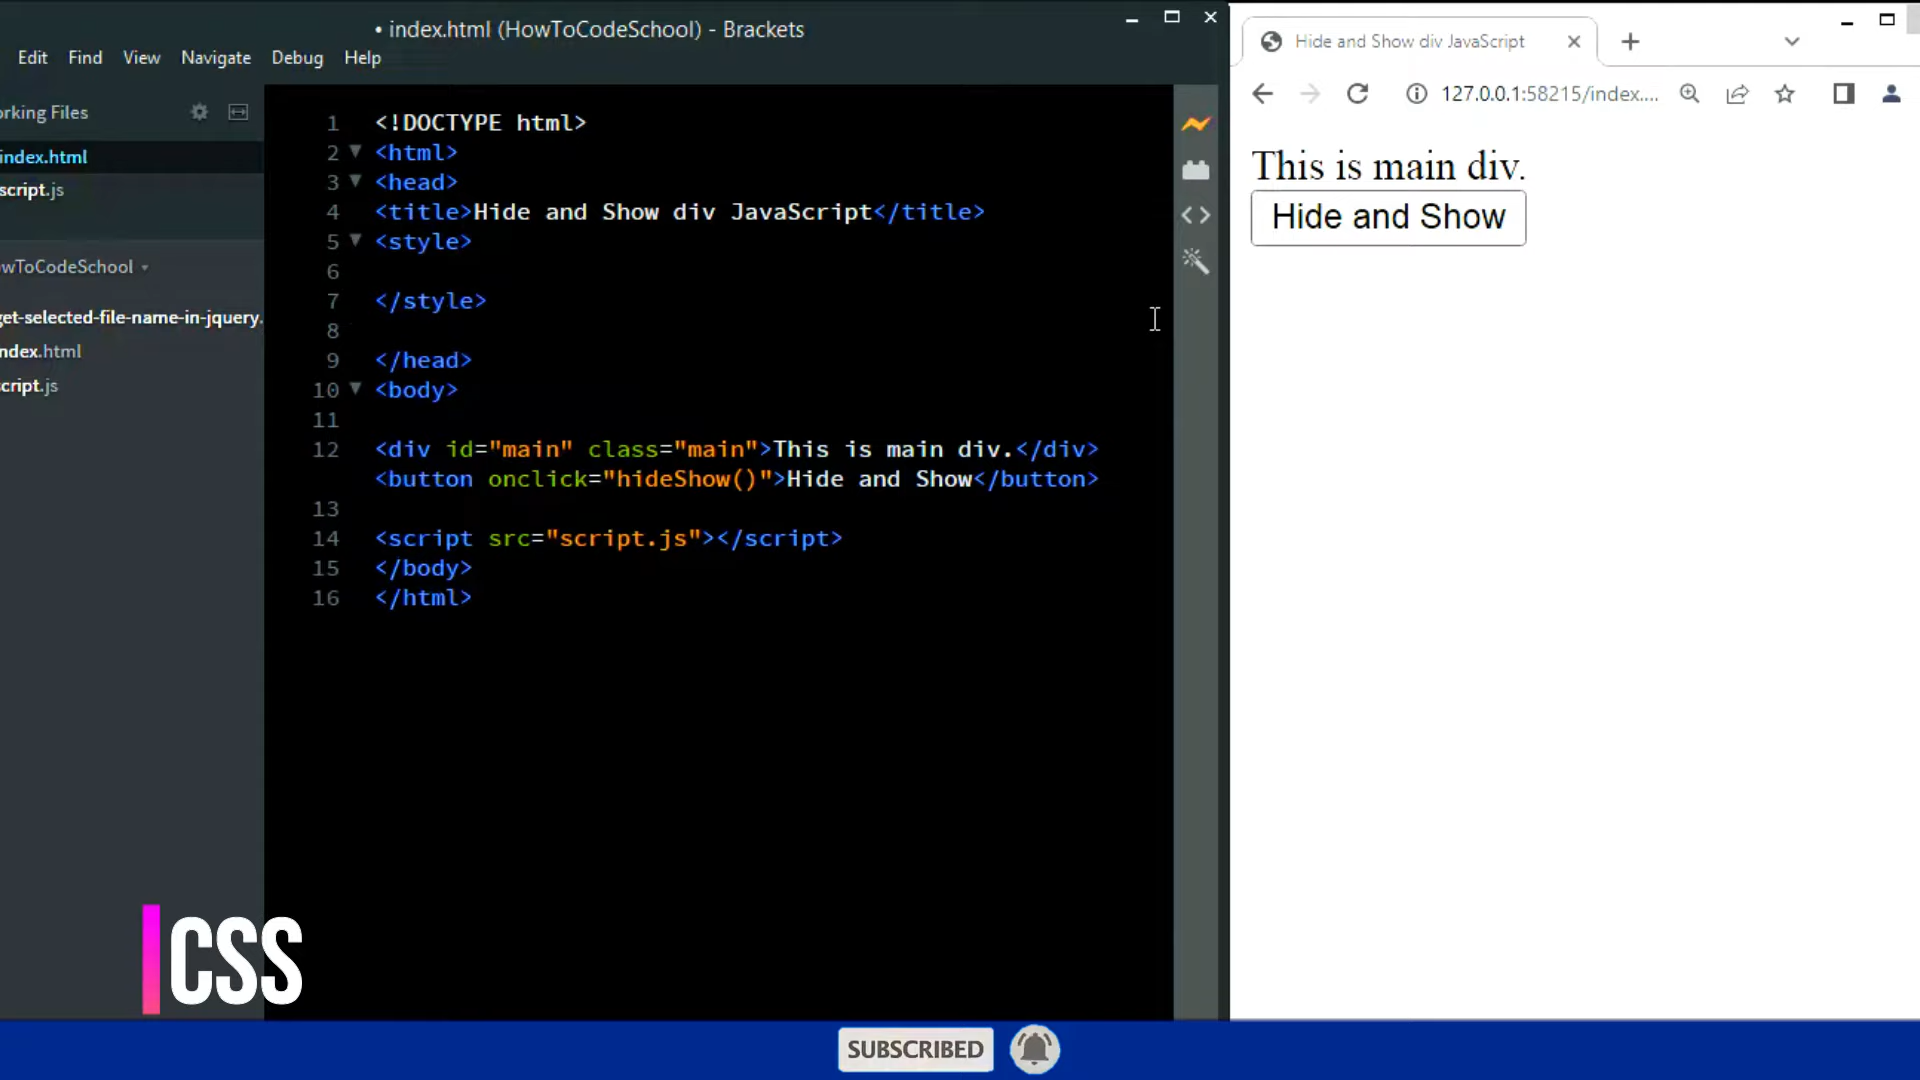 • index.html (HowToCodeSchool) - Brackets
Edit Find View Navigate Debug Help
orking Files
index.html
script.js
owToCodeSchool
get-selected-file-name-in-jquery.
ndex.html
script.js
1 <!DOCTYPE html>
2 <html>
3 <head>
4 <title>Hide and Show div JavaScript</title>
5 <style>
6
7 </style>
8
9 </head>
10 <body>
11
12 <div id="main" class="main">This is main div.</div>
<button onclick="hideShow()">Hide and Show</button>
13
14 <script src="script.js"></script>
15 </body>
16 </html>
Hide and Show div JavaScript
127.0.0.1:58215/index....
This is main div.
Hide and Show
CSS
SUBSCRIBED